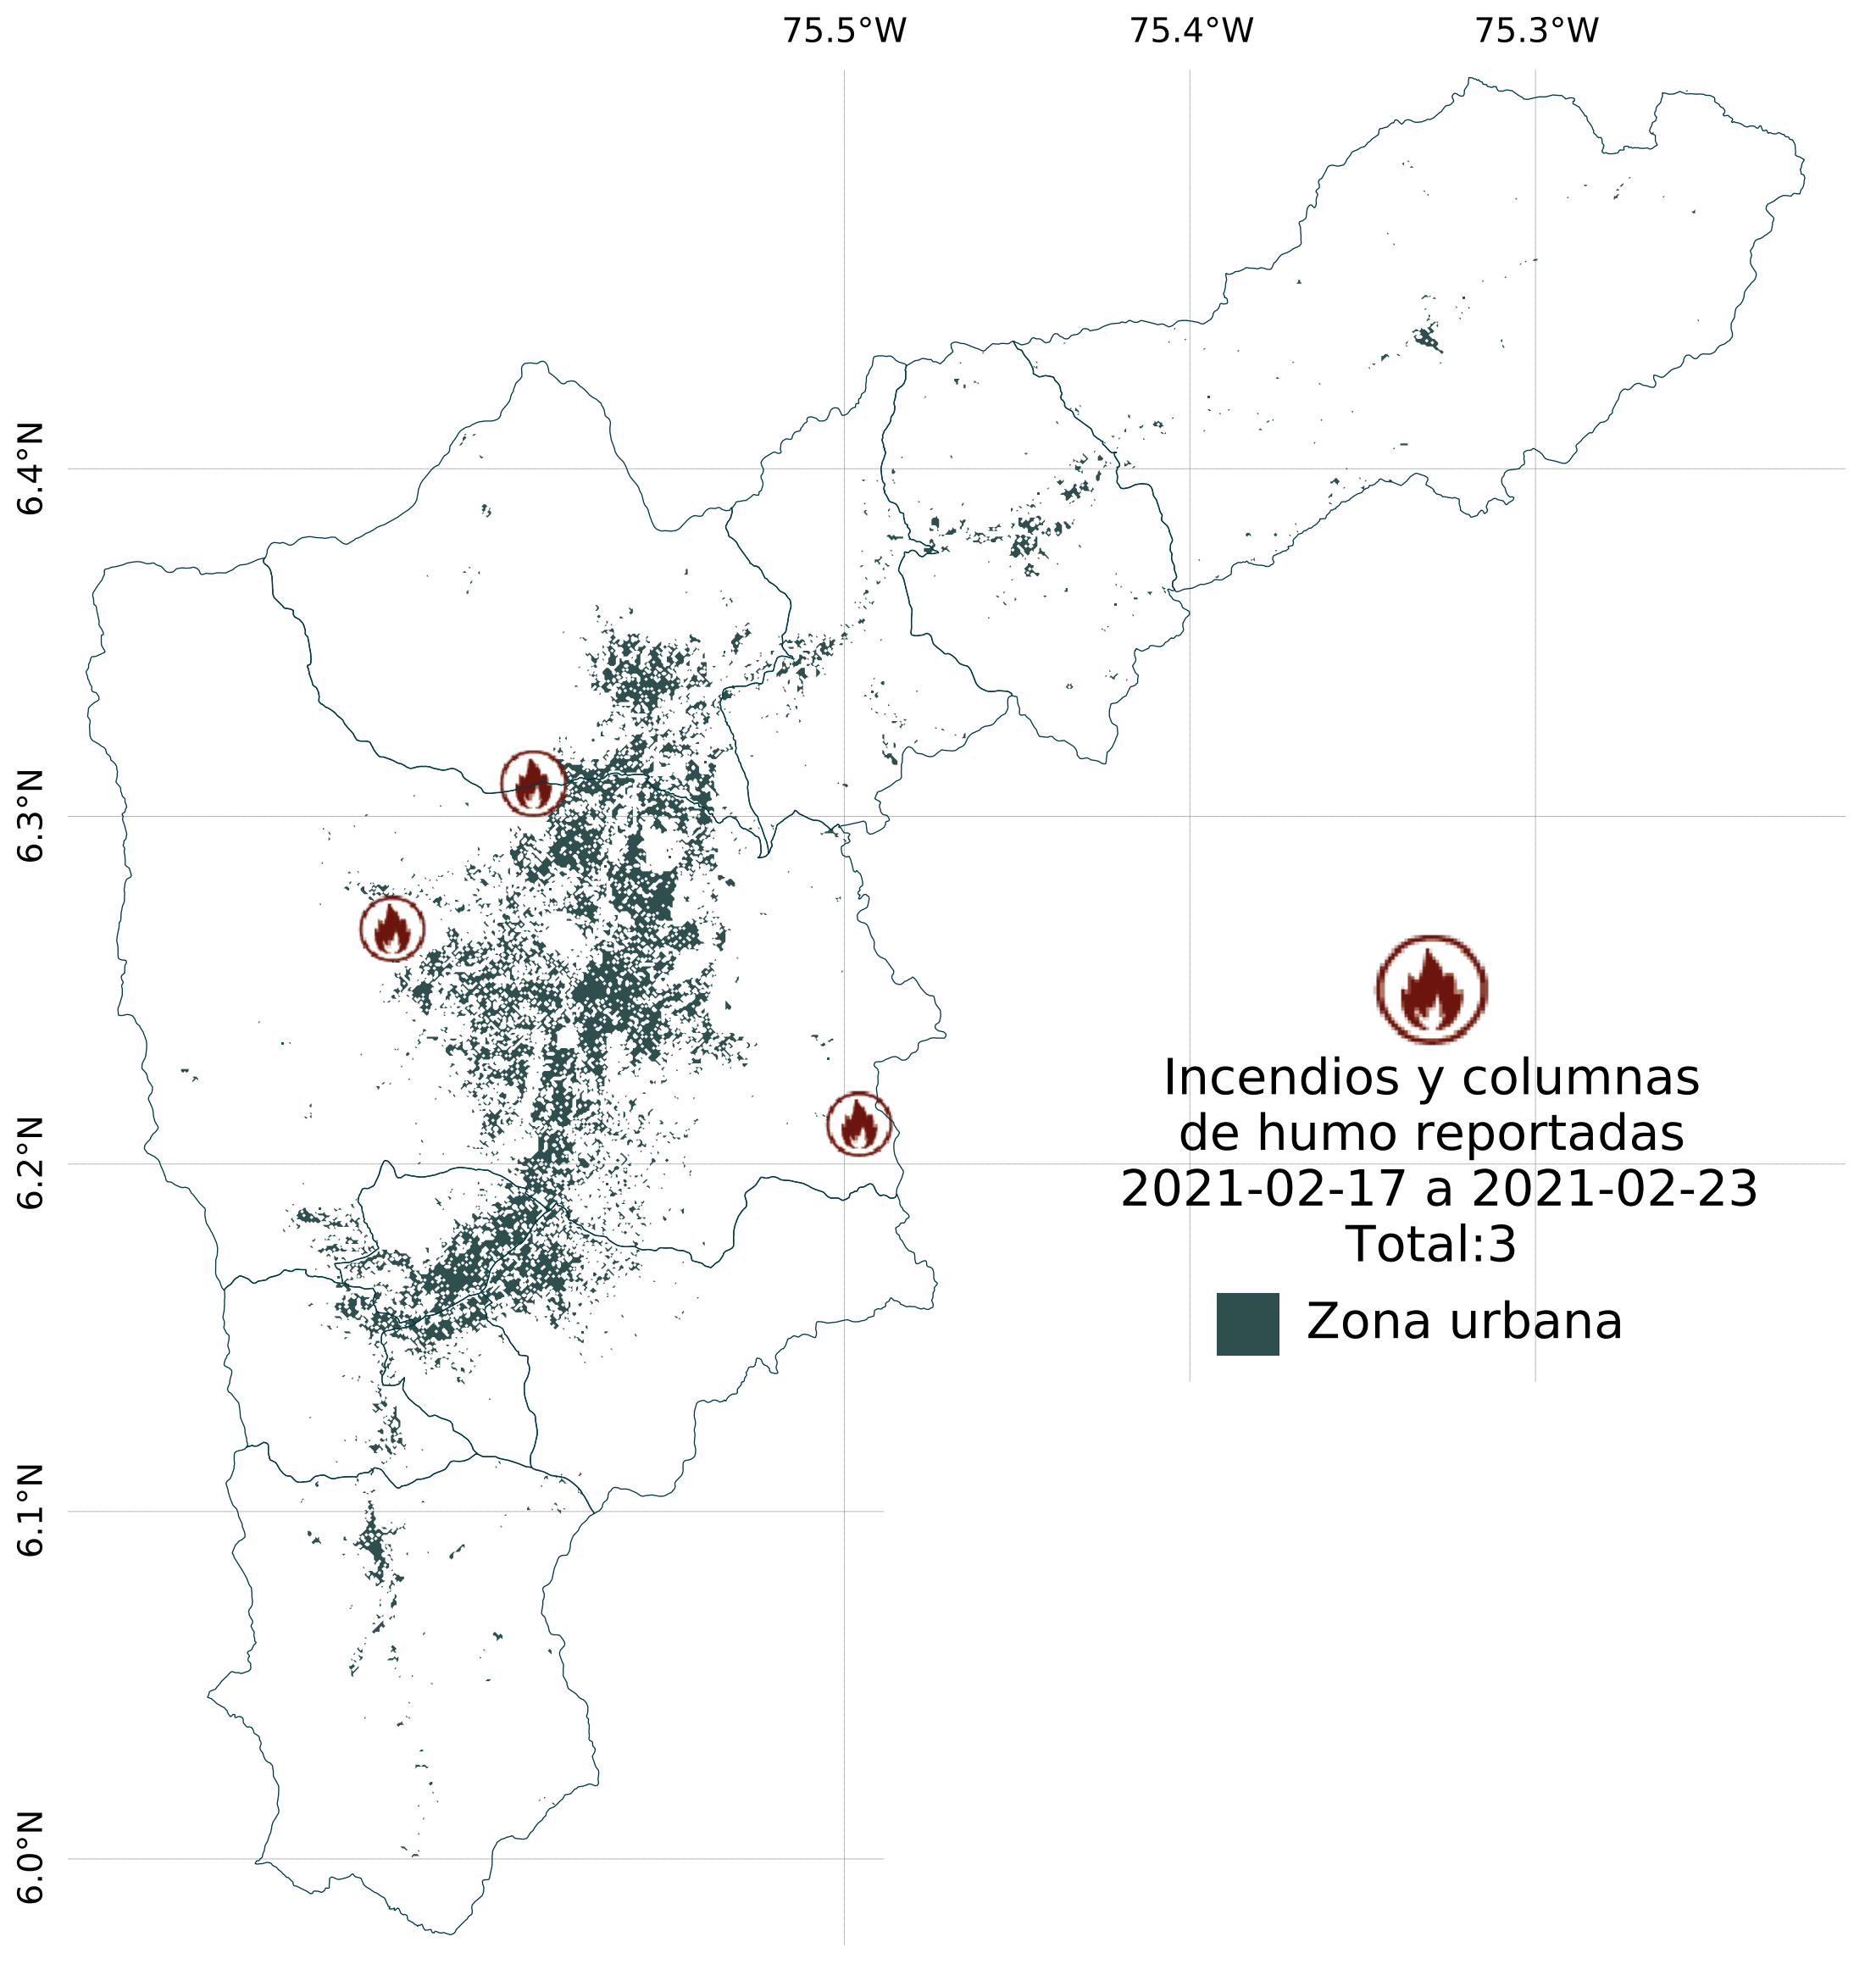 75.5°W 75.4°W 75.3°W
6.4°N
6.3°N
6.2°N
6.1°N
6.0°N
Incendios y columnas
de humo reportadas
2021-02-17 a 2021-02-23
Total:3
Zona urbana